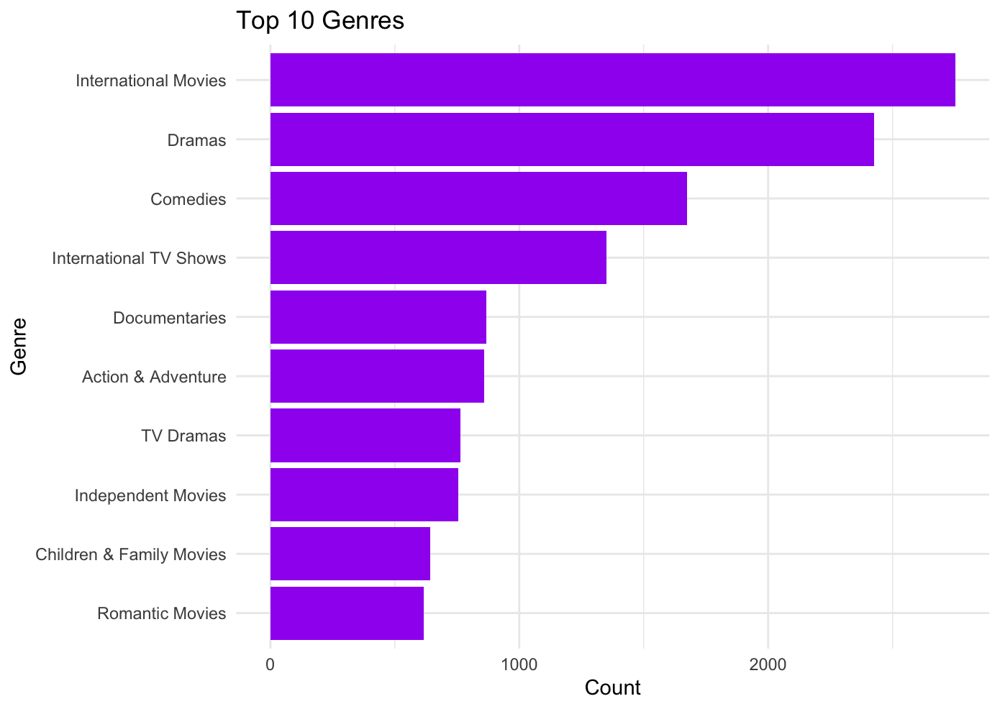 Top 10 Genres
International Movies
Dramas
Comedies
International TV Shows
Documentaries
Action & Adventure
TV Dramas
Independent Movies
Children & Family Movies
Romantic Movies
Genre
0 1000 2000
Count